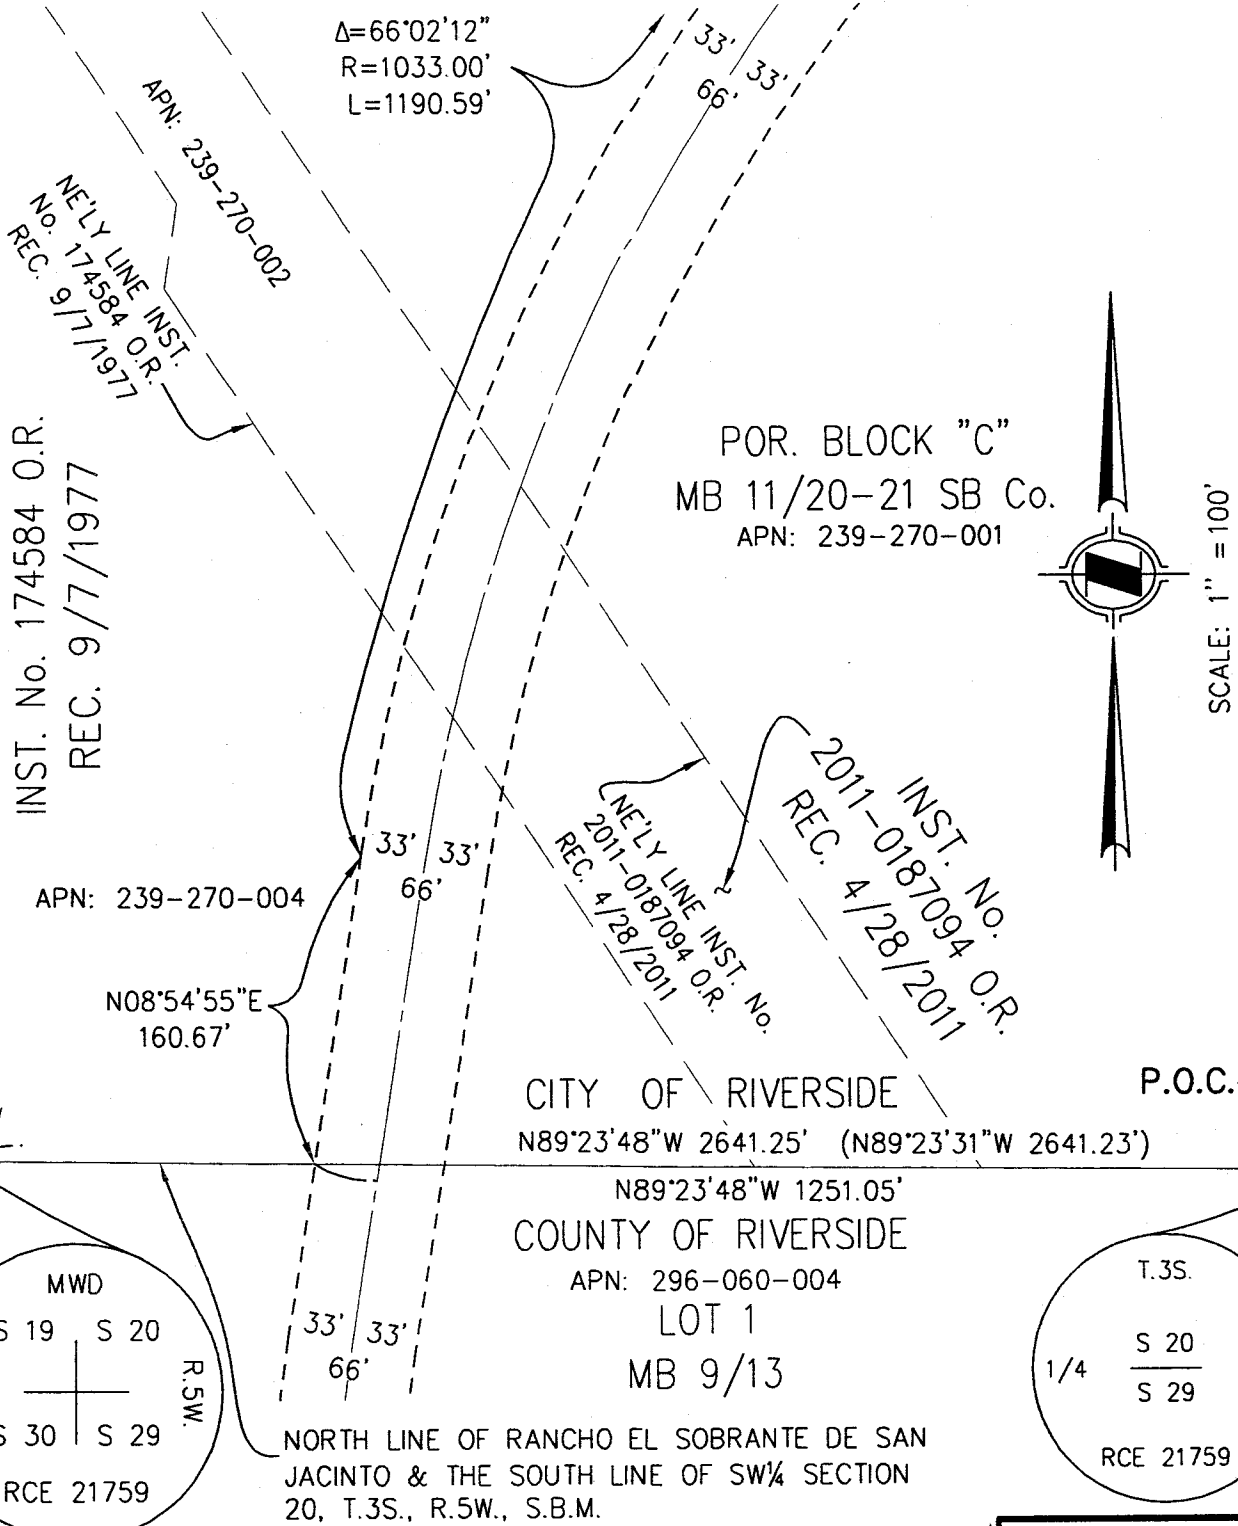 Δ=66°02'12"
R=1033.00'
L=1190.59'
33'
33'
66'
APN: 239-270-002
NE'LY LINE INST.
No. 174584 O.R.
REC. 9/7/1977
INST. No. 174584 O.R.
REC. 9/7/1977
POR. BLOCK "C"
MB 11/20-21 SB Co.
APN: 239-270-001
SCALE: 1" = 100'
33'
33'
66'
APN: 239-270-004
NE'LY LINE INST. No.
2011-0187094 O.R.
REC. 4/28/2011
INST. No.
2011-0187094 O.R.
REC. 4/28/2011
N08°54'55"E
160.67'
P.O.C.
CITY OF RIVERSIDE
N89°23'48"W 2641.25' (N89°23'31"W 2641.23')
N89°23'48"W 1251.05'
COUNTY OF RIVERSIDE
APN: 296-060-004
LOT 1
MB 9/13
33'
33'
66'
MWD
S 19 S 20
R.5W.
S 30 S 29
RCE 21759
T.3S.
1/4
S 20
S 29
RCE 21759
NORTH LINE OF RANCHO EL SOBRANTE DE SAN
JACINTO & THE SOUTH LINE OF SW¼ SECTION
20, T.3S., R.5W., S.B.M.